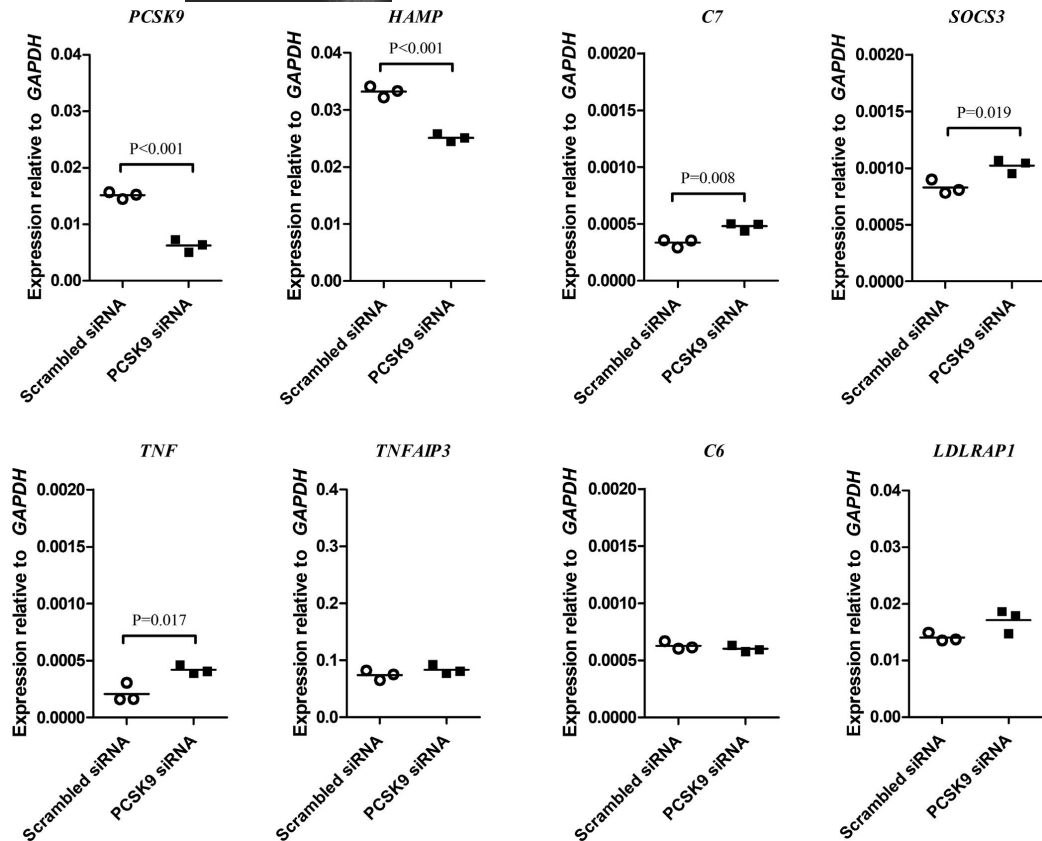 PCSK9
HAMP
C7
SOCS3
Expression relative to GAPDH
0.04
0.03
0.02
0.01
0.00
P<0.001
Scrambled siRNA
PCSK9 siRNA
Expression relative to GAPDH
0.04
0.03
0.02
0.01
0.00
P<0.001
Scrambled siRNA
PCSK9 siRNA
Expression relative to GAPDH
0.0020
0.0015
0.0010
0.0005
0.0000
P=0.008
Scrambled siRNA
PCSK9 siRNA
Expression relative to GAPDH
0.0020
0.0015
0.0010
0.0005
0.0000
P=0.019
Scrambled siRNA
PCSK9 siRNA
TNF
TNFAIP3
C6
LDLRAP1
Expression relative to GAPDH
0.0020
0.0015
0.0010
0.0005
0.0000
P=0.017
Scrambled siRNA
PCSK9 siRNA
Expression relative to GAPDH
0.4
0.3
0.2
0.1
0.0
Scrambled siRNA
PCSK9 siRNA
Expression relative to GAPDH
0.0020
0.0015
0.0010
0.0005
0.0000
Scrambled siRNA
PCSK9 siRNA
Expression relative to GAPDH
0.04
0.03
0.02
0.01
0.00
Scrambled siRNA
PCSK9 siRNA